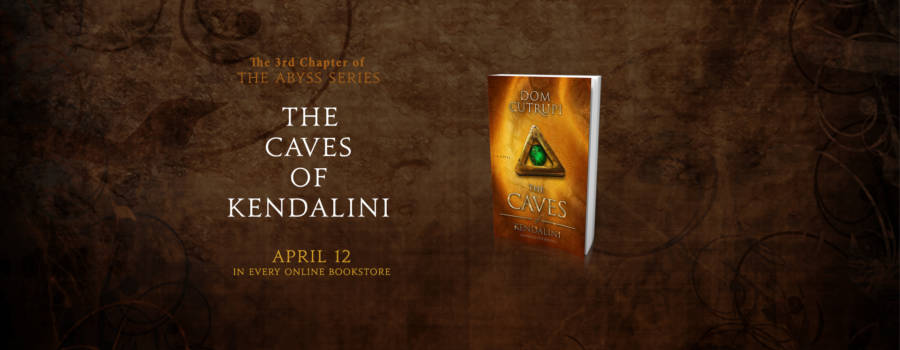 The 3rd Chapter of
THE ABYSS SERIES
THE
CAVES
OF
KENDALINI
APRIL 12
IN EVERY ONLINE BOOKSTORE
DOM
CUTRUPI
THE
CAVES
KENDALINI